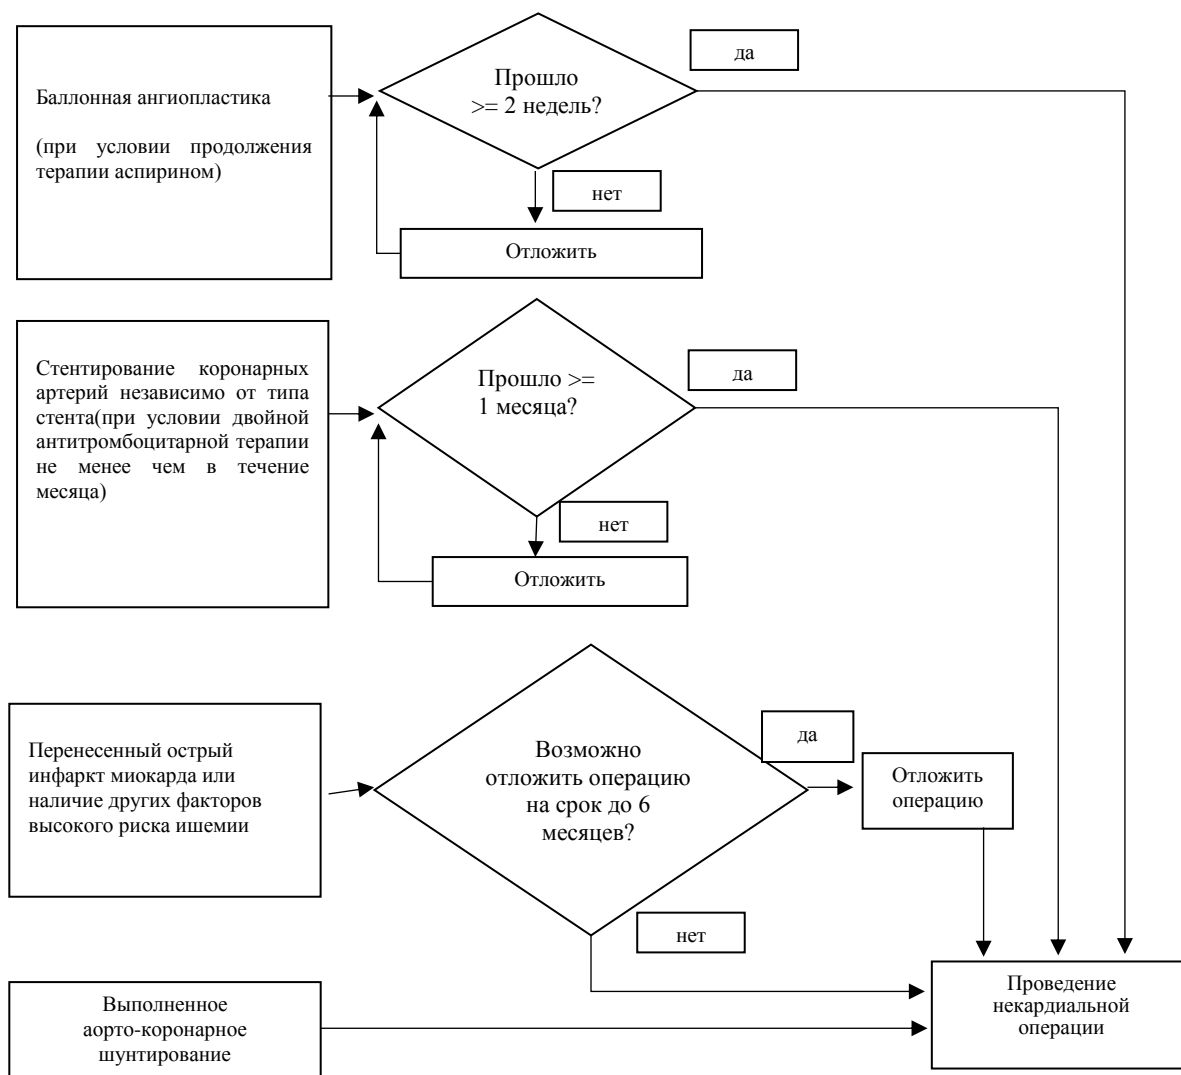 Баллонная ангиопластика
(при условии продолжения
терапии аспирином)
Прошло
>= 2 недель?
да
нет
Отложить
Стентирование коронарных
артерий независимо от типа
стента(при условии двойной
антитромбоцитарной терапии
не менее чем в течение
месяца)
Прошло >=
1 месяца?
да
нет
Отложить
Перенесенный острый
инфаркт миокарда или
наличие других факторов
высокого риска ишемии
Возможно
отложить операцию
на срок до 6
месяцев?
да
Отложить
операцию
нет
Выполненное
аорто-коронарное
шунтирование
Проведение
некардиальной
операции